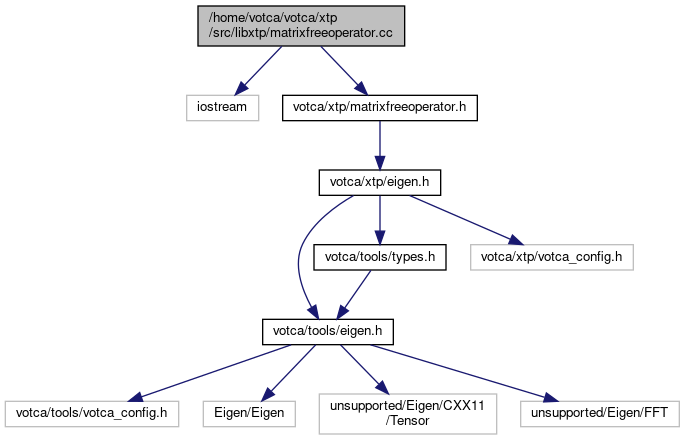 /home/votca/votca/xtp
/src/libxtp/matrixfreeoperator.cc
iostream
votca/xtp/matrixfreeoperator.h
votca/xtp/eigen.h
votca/tools/types.h
votca/xtp/votca_config.h
votca/tools/eigen.h
votca/tools/votca_config.h
Eigen/Eigen
unsupported/Eigen/CXX11
/Tensor
unsupported/Eigen/FFT